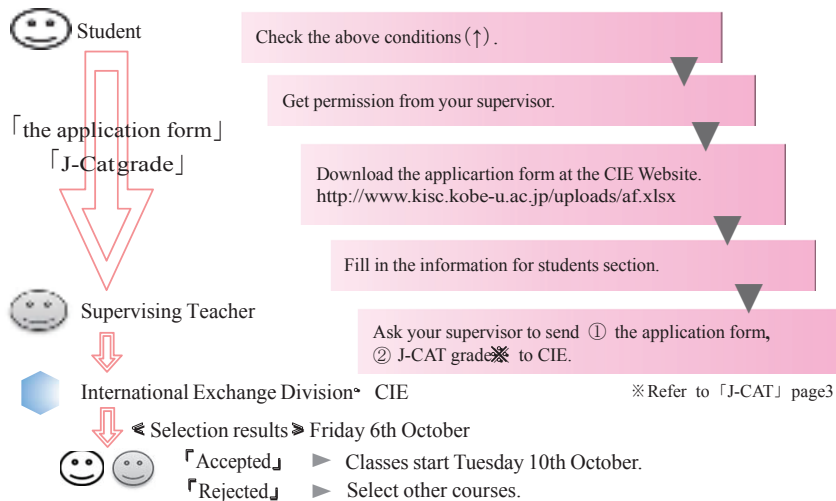 Student
「the application form」
「J-Catgrade」
Supervising Teacher
International Exchange Division・ CIE
≪ Selection results ≫ Friday 6th October
『Accepted』 ► Classes start Tuesday 10th October.
『Rejected』 ► Select other courses.
Check the above conditions(↑).
Get permission from your supervisor.
Download the applicartion form at the CIE Website.
http://www.kisc.kobe-u.ac.jp/uploads/af.xlsx
Fill in the information for students section.
Ask your supervisor to send ① the application form,
② J-CAT grade※ to CIE.
※Refer to「J-CAT」page3